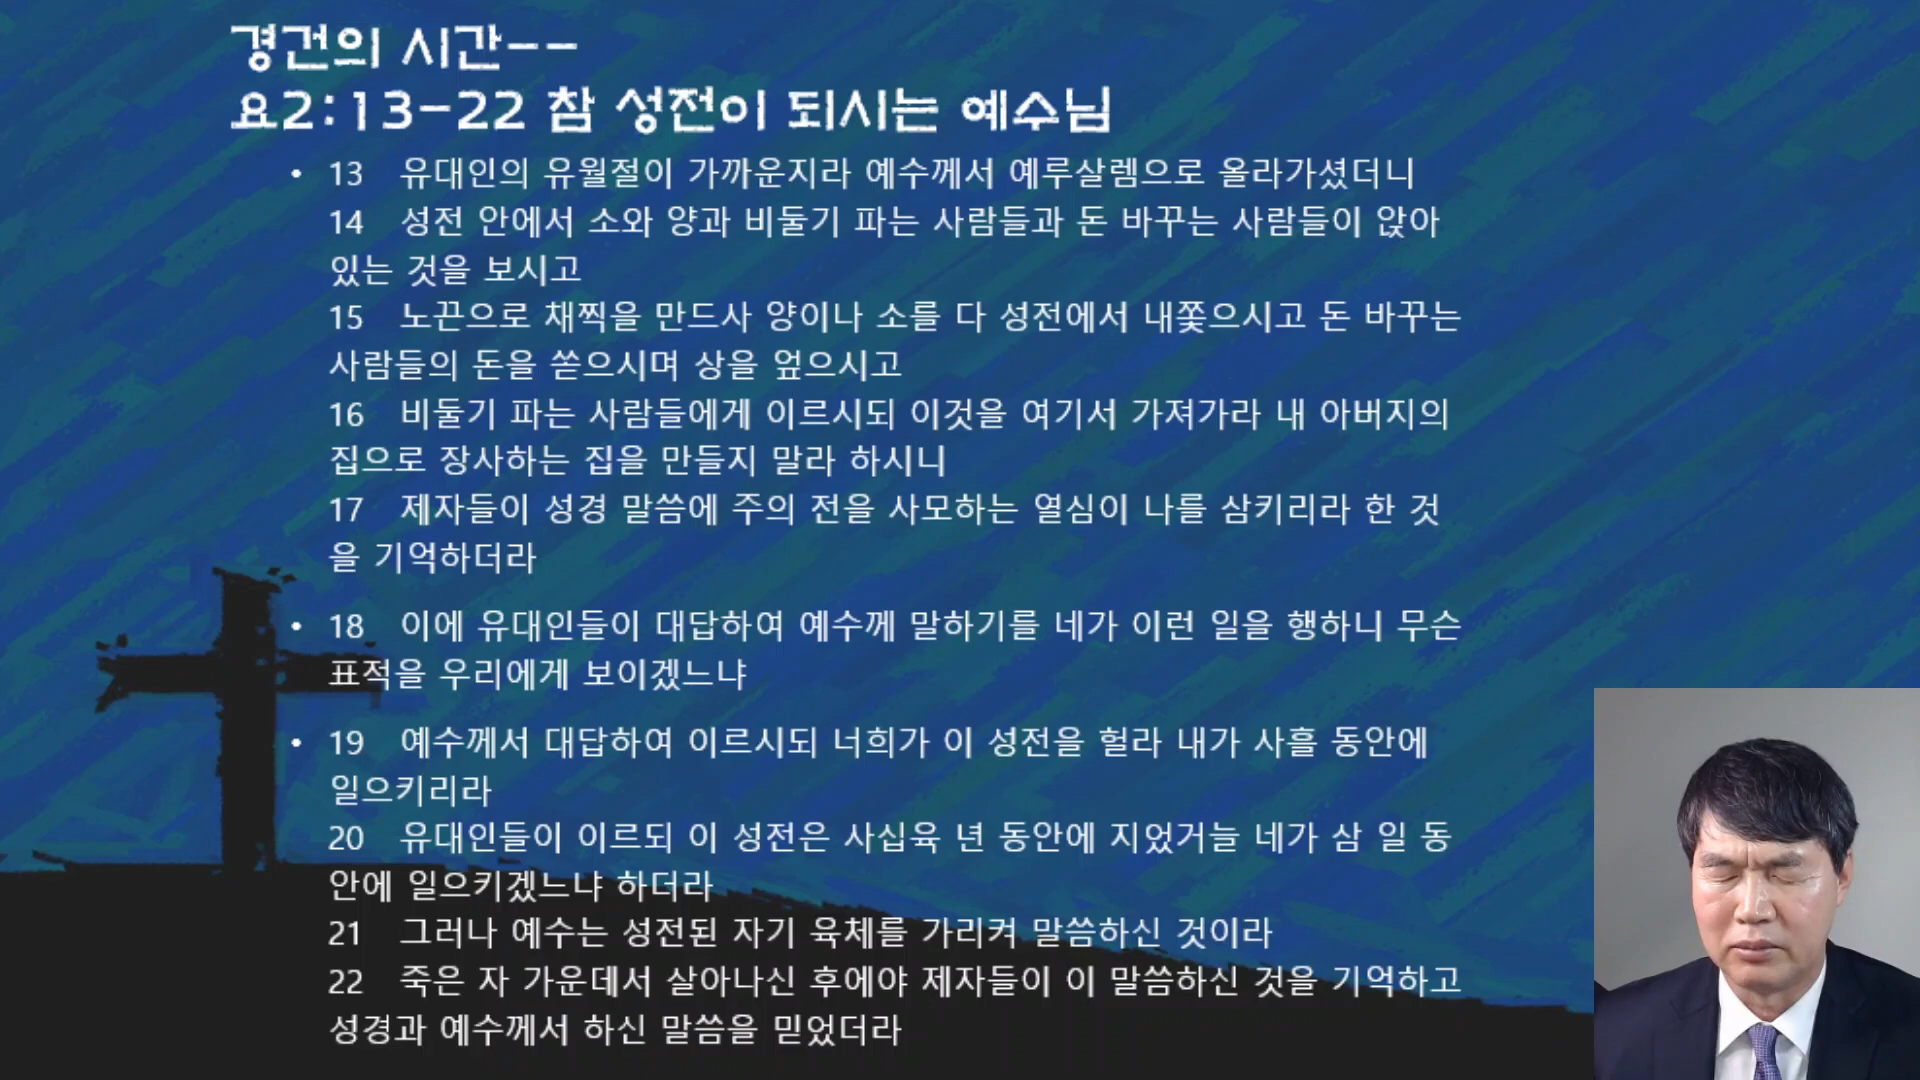 경건의 시간--
요2:13-22 참 성전이 되시는 예수님
• 13 유대인의 유월절이 가까운지라 예수께서 예루살렘으로 올라가셨더니
14 성전 안에서 소와 양과 비둘기 파는 사람들과 돈 바꾸는 사람들이 앉아
있는 것을 보시고
15 노끈으로 채찍을 만드사 양이나 소를 다 성전에서 내쫓으시고 돈 바꾸는
사람들의 돈을 쏟으시며 상을 엎으시고
16 비둘기 파는 사람들에게 이르시되 이것을 여기서 가져가라 내 아버지의
집으로 장사하는 집을 만들지 말라 하시니
17 제자들이 성경 말씀에 주의 전을 사모하는 열심이 나를 삼키리라 한 것
을 기억하더라
• 18 이에 유대인들이 대답하여 예수께 말하기를 네가 이런 일을 행하니 무슨
표적을 우리에게 보이겠느냐
• 19 예수께서 대답하여 이르시되 너희가 이 성전을 헐라 내가 사흘 동안에
일으키리라
20 유대인들이 이르되 이 성전은 사십육 년 동안에 지었거늘 네가 삼 일 동
안에 일으키겠느냐 하더라
21 그러나 예수는 성전된 자기 육체를 가리켜 말씀하신 것이라
22 죽은 자 가운데서 살아나신 후에야 제자들이 이 말씀하신 것을 기억하고
성경과 예수께서 하신 말씀을 믿었더라